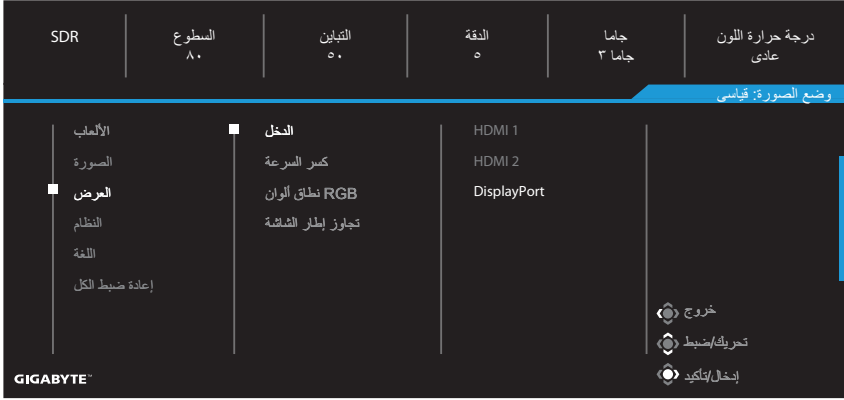 SDR
السطوع
٨٠
التباين
٥٠
الدقة
٥
جاما
جاما ٣
درجة حرارة اللون
عادى
وضع الصورة: قياسى
الألعاب
الصورة
العرض
النظام
اللغة
إعادة ضبط الكل
الدخل
كسر السرعة
نطاق ألوان RGB
تجاوز إطار الشاشة
HDMI 1
HDMI 2
DisplayPort
خروج
تحريك/ضبط
إدخال/تأكيد
GIGABYTE™